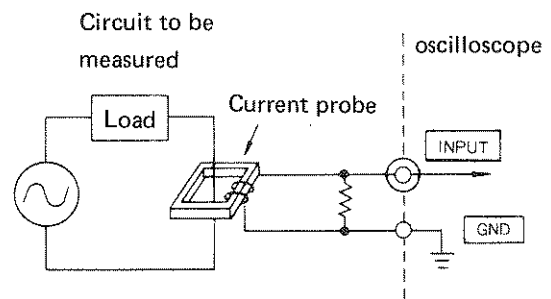 Circuit to be
measured
oscilloscope
Load
Current probe
INPUT
GND